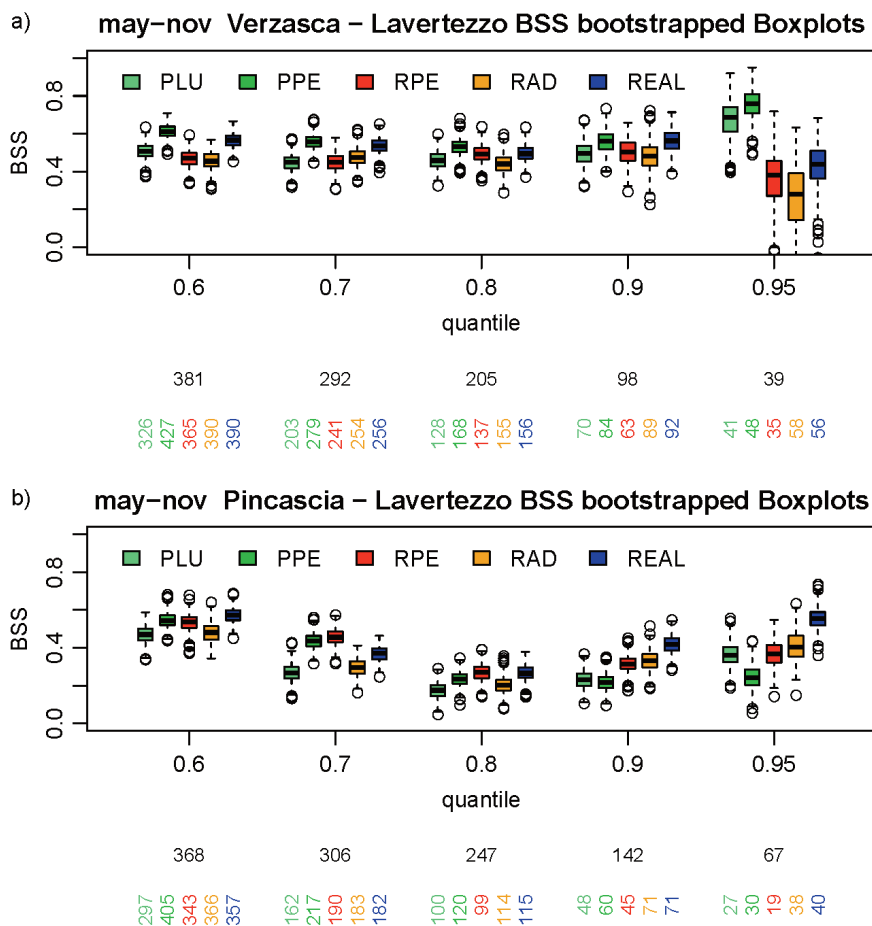 a) may−nov Verzasca − Lavertezzo BSS bootstrapped Boxplots
PLU PPE RPE RAD REAL
BSS
0.8
0.4
0.0
0.6 0.7 0.8 0.9 0.95
quantile
381 292 205 98 39
326 427 365 390 390 203 279 241 254 256 128 168 137 155 156 70 84 63 89 92 41 48 35 58 56
b) may−nov Pincascia − Lavertezzo BSS bootstrapped Boxplots
PLU PPE RPE RAD REAL
BSS
0.8
0.4
0.0
0.6 0.7 0.8 0.9 0.95
quantile
368 306 247 142 67
297 405 343 366 357 162 217 190 183 182 100 120 99 114 115 48 60 45 71 71 27 30 19 38 40